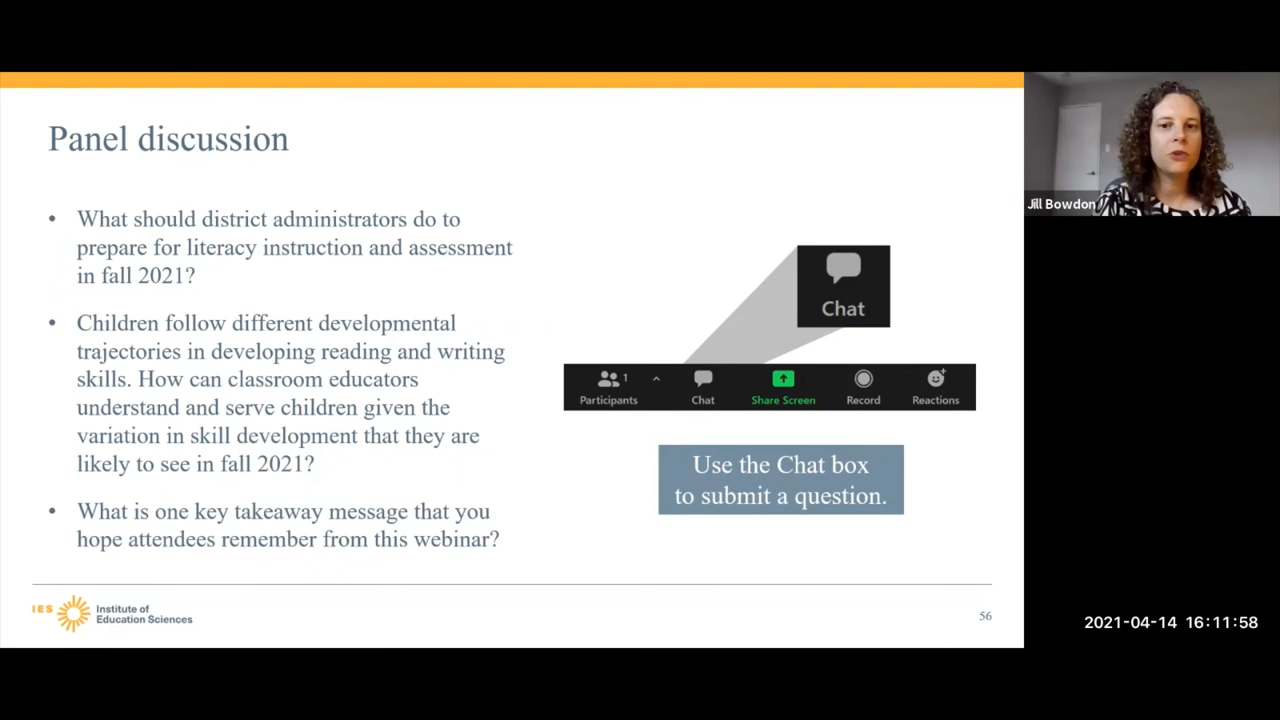 Panel discussion
• What should district administrators do to
prepare for literacy instruction and assessment
in fall 2021?
• Children follow different developmental
trajectories in developing reading and writing
skills. How can classroom educators
understand and serve children given the
variation in skill development that they are
likely to see in fall 2021?
• What is one key takeaway message that you
hope attendees remember from this webinar?
Chat
Participants 1
Chat
Share Screen
Record
Reactions
Use the Chat box
to submit a question.
IES
Institute of
Education Sciences
56
Jill Bowdon
2021-04-14 16:11:58